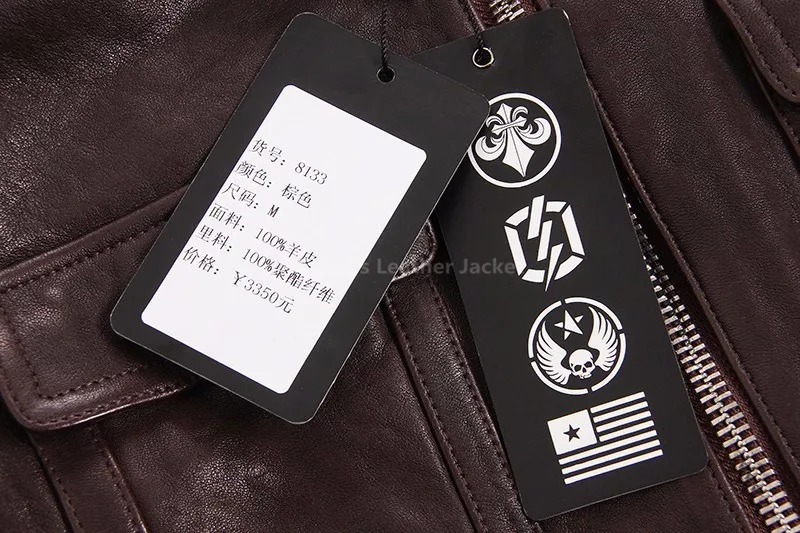 货号：8133
颜色：棕色
尺码：M
面料：100%羊皮
里料：100%聚酯纤维
价格：￥3350元
Leather Jacke